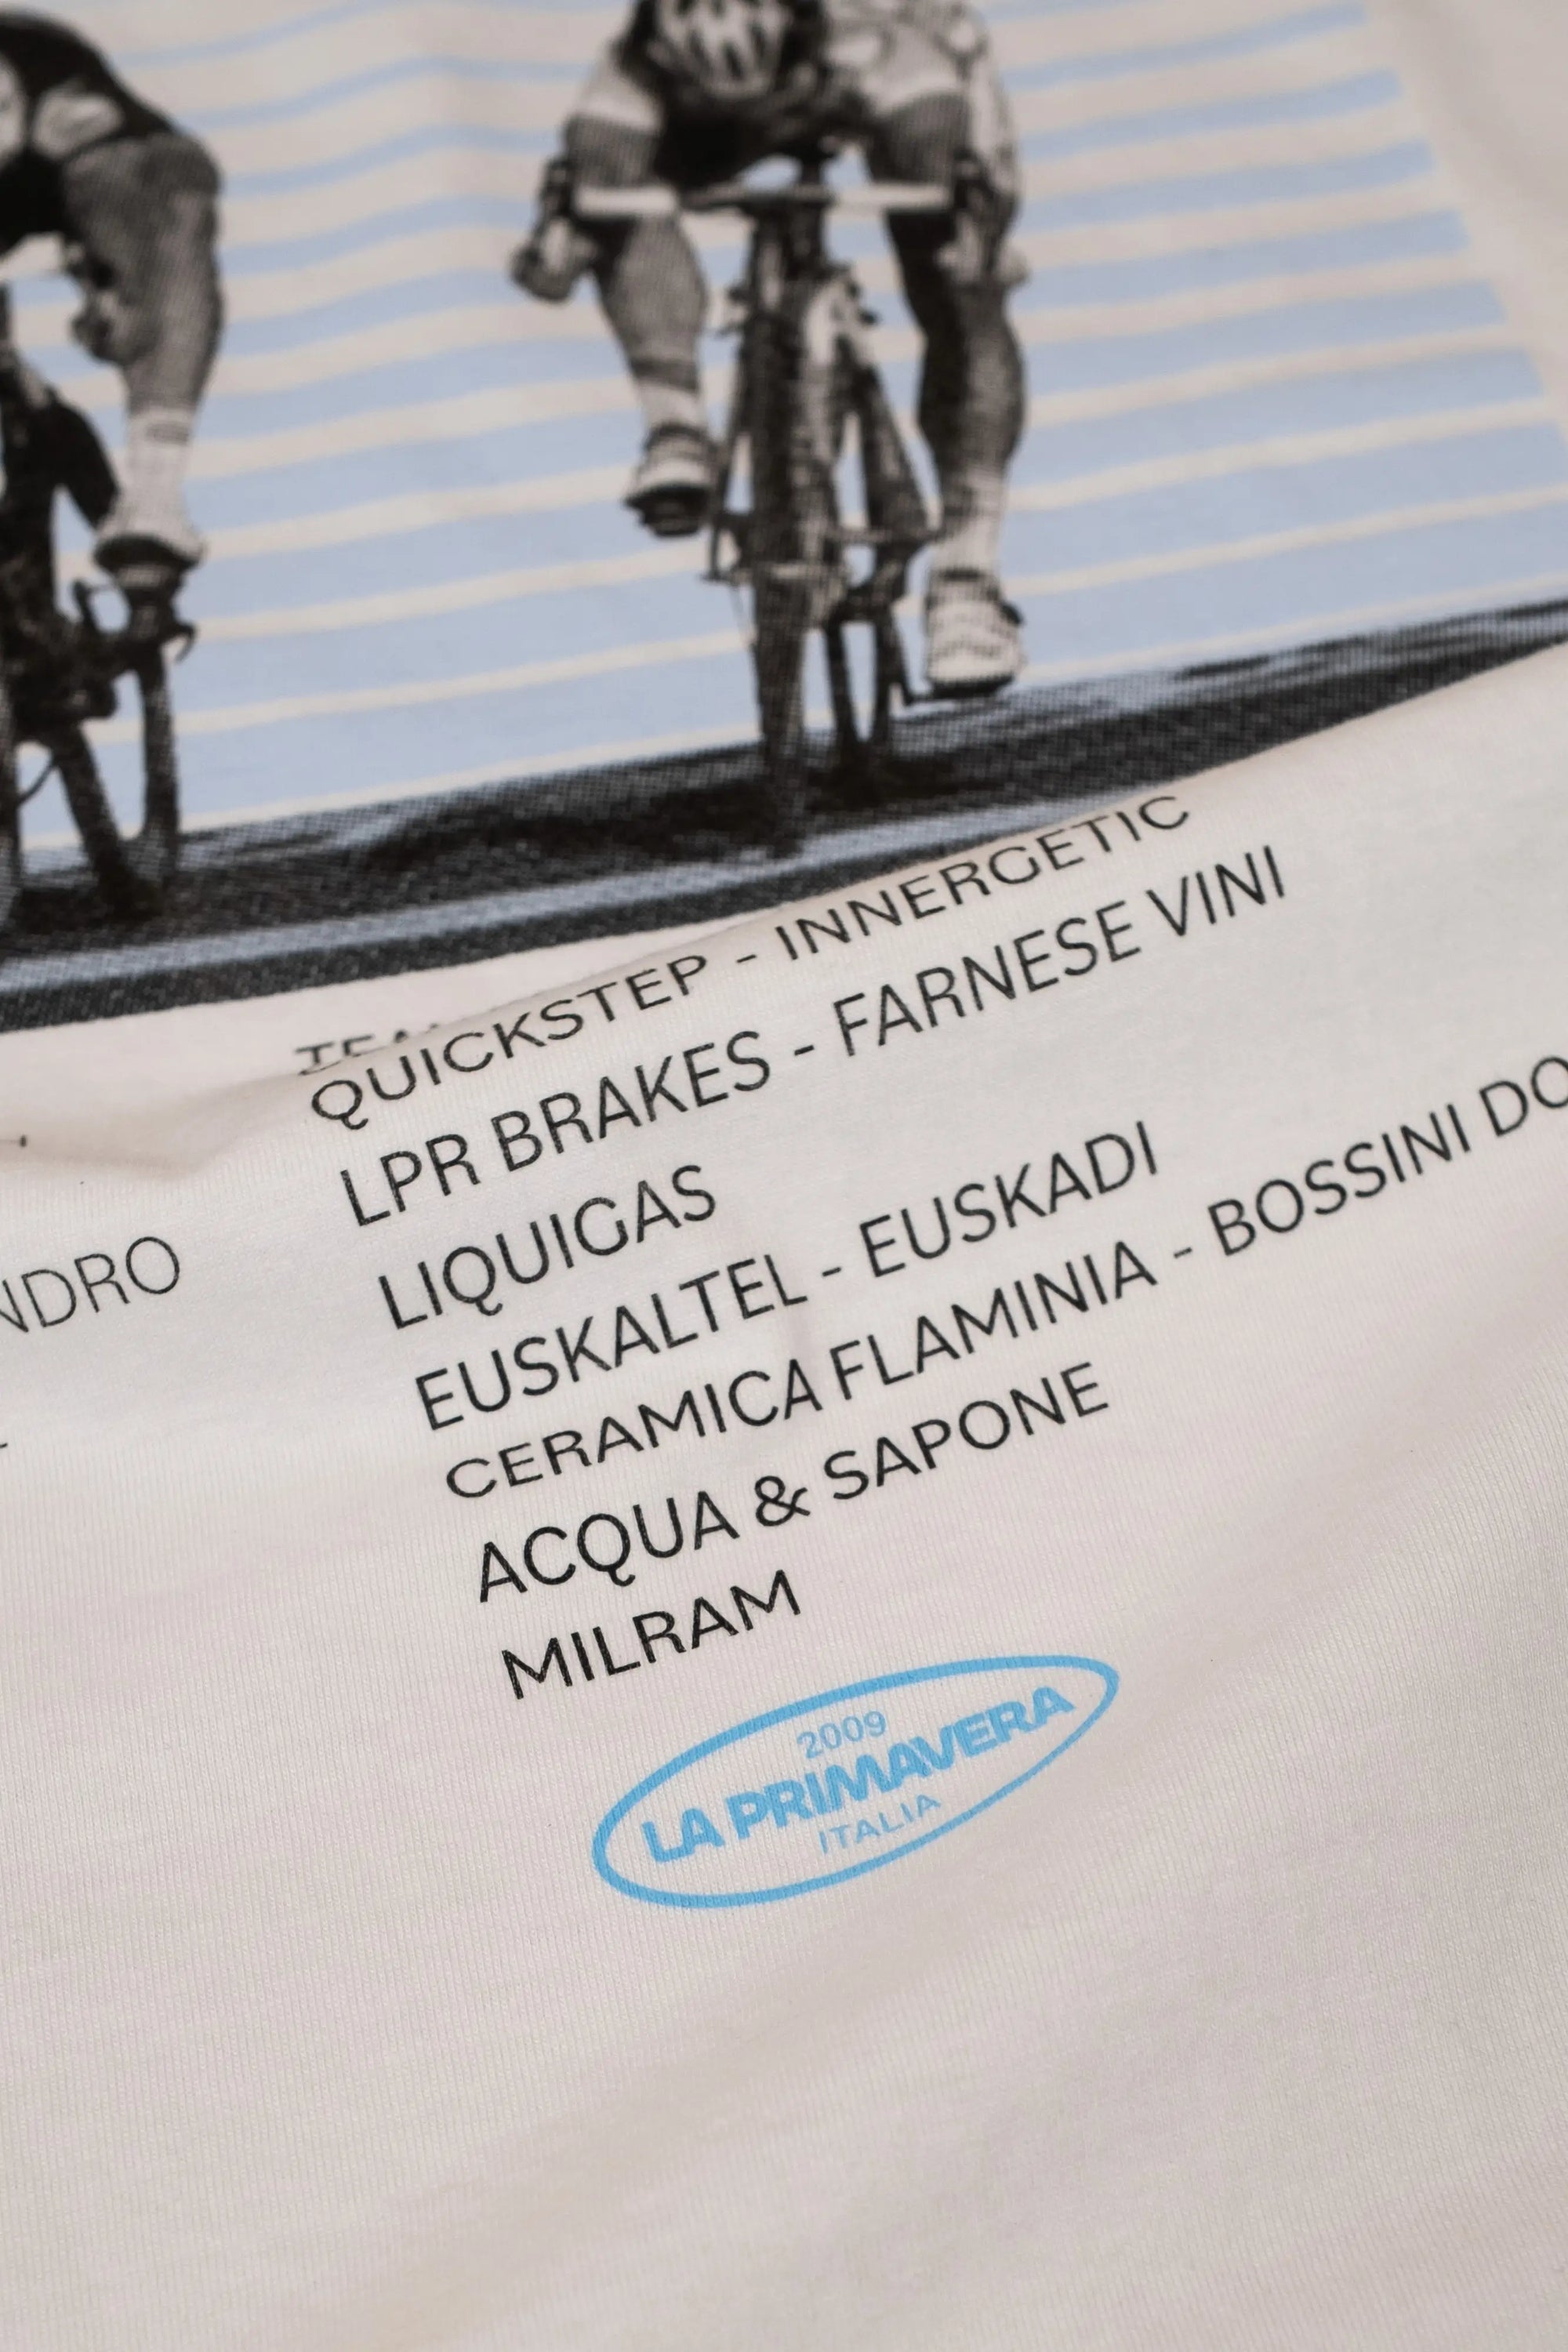 QUICKSTEP - INNERGETIC
LPR BRAKES - FARNESE VINI
NDRO
LIQUIGAS
EUSKALTEL - EUSKADI
CERAMICA FLAMINIA - BOSSINI DO
ACQUA & SAPONE
MILRAM
2009
LA PRIMAVERA
ITALIA